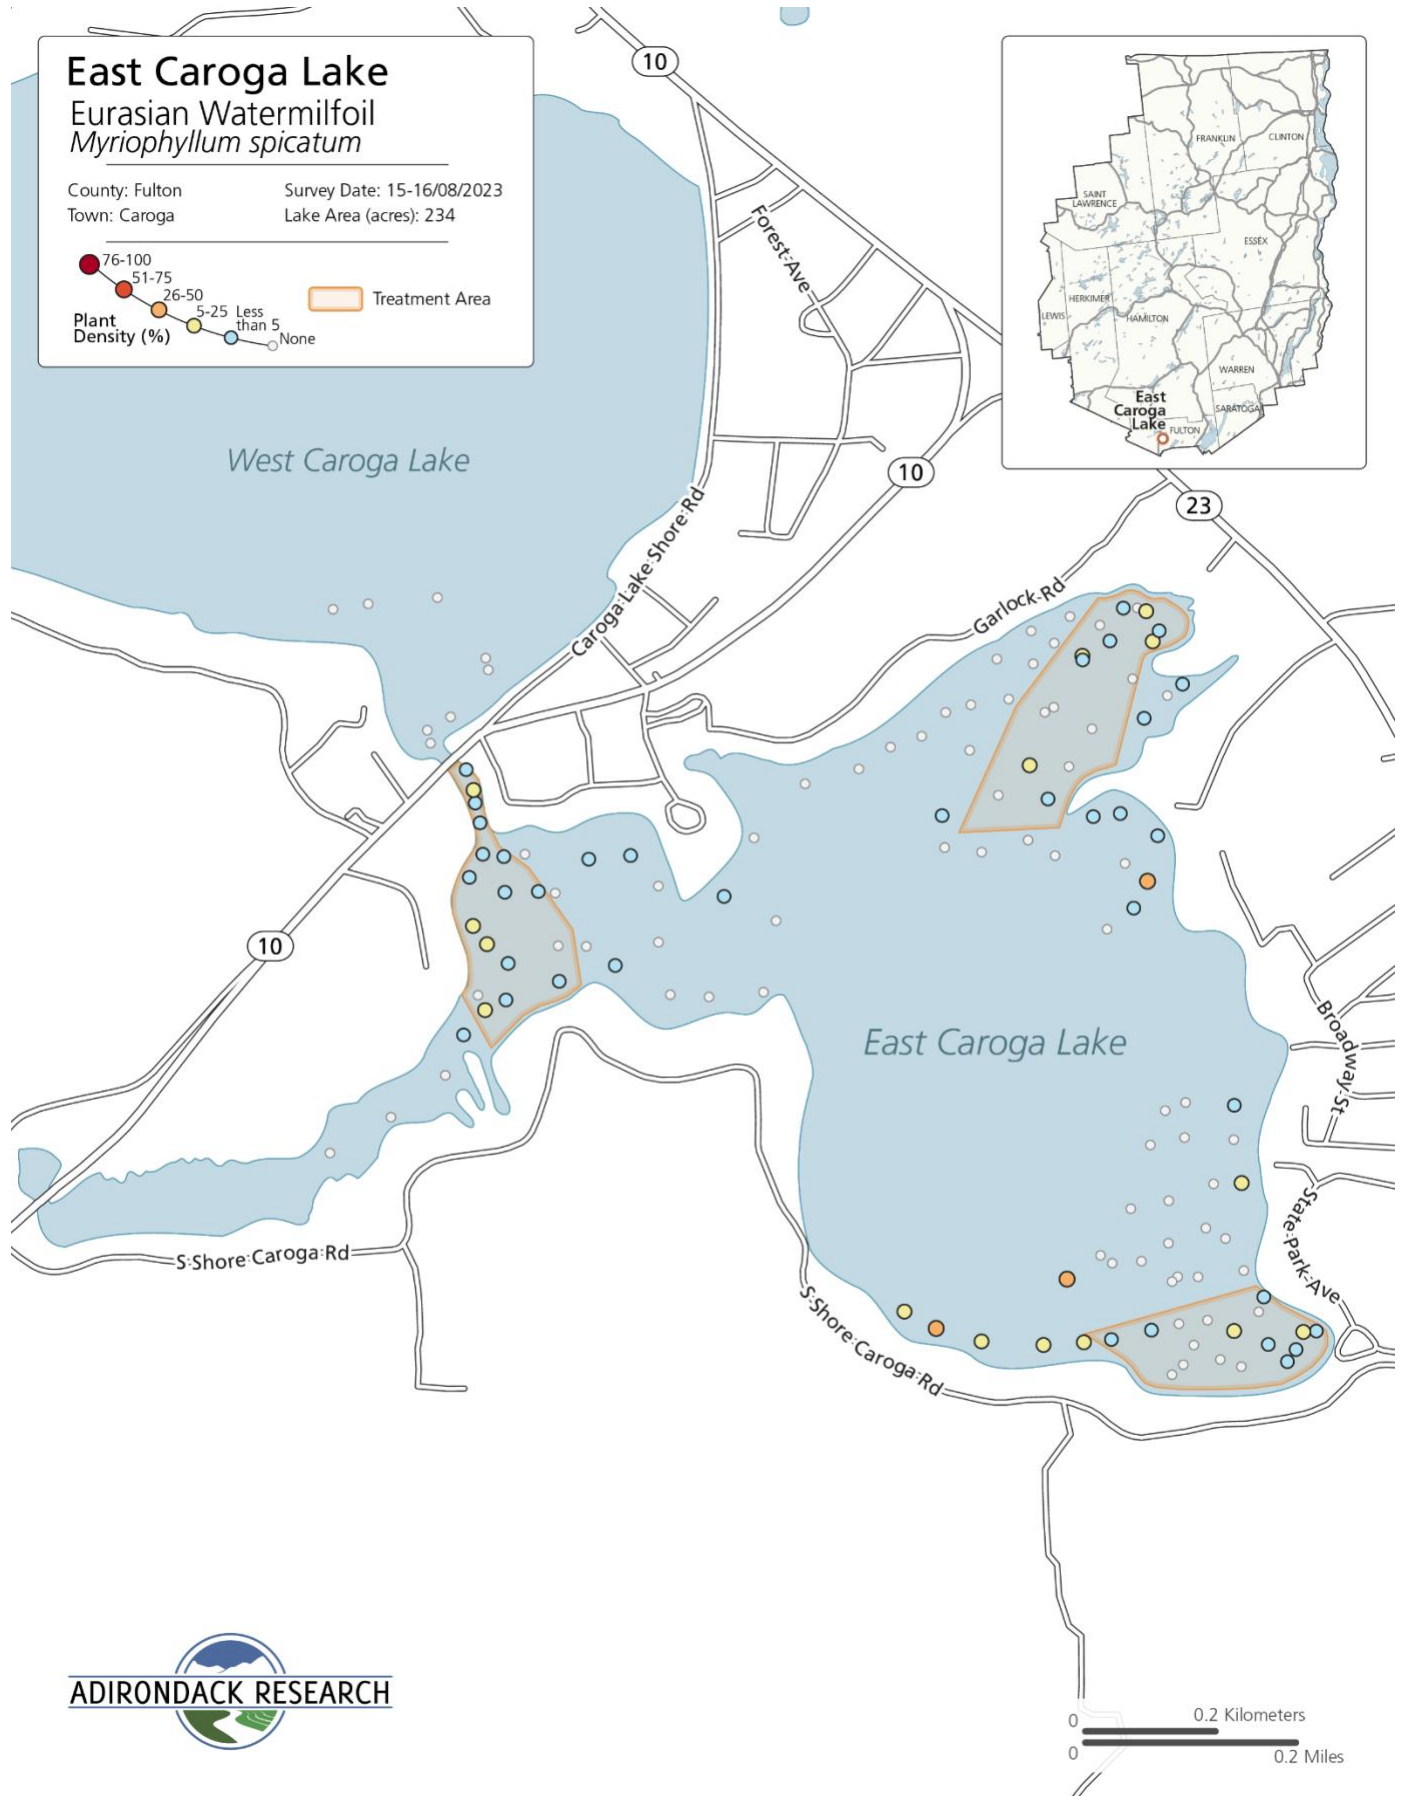 East Caroga Lake
Eurasian Watermilfoil
Myriophyllum spicatum
County: Fulton
Survey Date: 15-16/08/2023
Town: Caroga
Lake Area (acres): 234
76-100
51-75
26-50
5-25
Less
than 5
None
Plant
Density (%)
Treatment Area
10
FRANKLIN
CLINTON
SAINT
LAWRENCE
ESSEX
HERKIMER
LEWIS
HAMILTON
WARREN
East
Caroga
Lake
SARATOGA
FULTON
Forest Ave
West Caroga Lake
10
23
Caroga Lake Shore Rd
Garlock Rd
10
East Caroga Lake
Broadway St
State Park Ave
S Shore Caroga Rd
S Shore Caroga Rd
ADIRONDACK RESEARCH
0
0.2 Kilometers
0
0.2 Miles